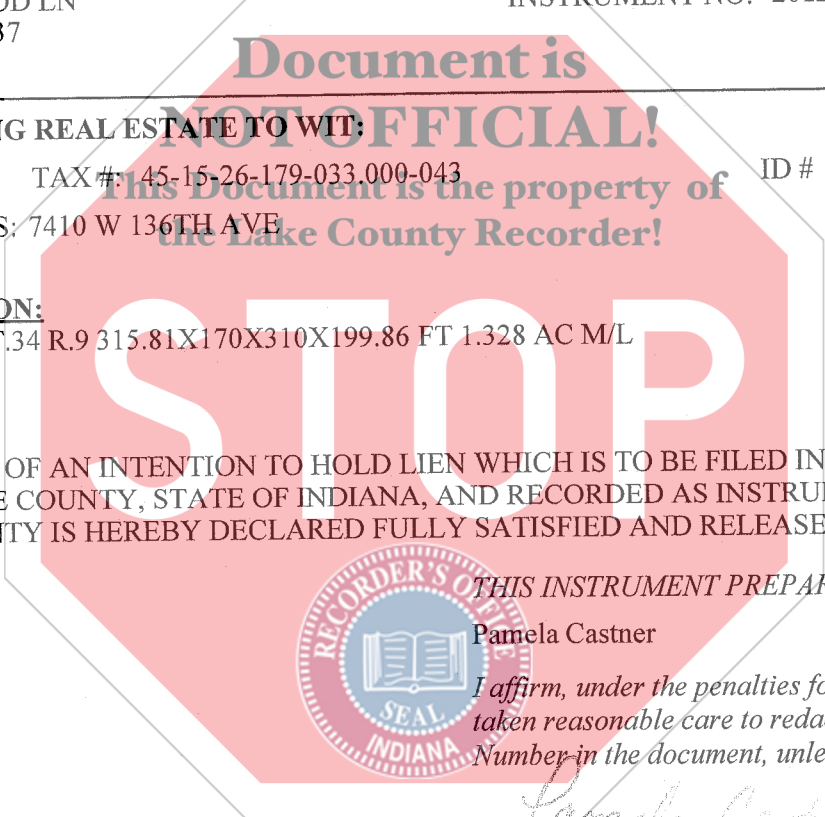 OD LN
INSTRUMENT NO.
37
Document is
NOT OFFICIAL!
NG REAL ESTATE TO WIT:
TAX #: 45-15-26-179-033.000-043
ID #
This Document is the property of
S: 7410 W 136TH AVE
the Lake County Recorder!
ON:
T.34 R.9 315.81X170X310X199.86 FT 1.328 AC M/L
STOP
OF AN INTENTION TO HOLD LIEN WHICH IS TO BE FILED IN
E COUNTY, STATE OF INDIANA, AND RECORDED AS INSTRU
NTY IS HEREBY DECLARED FULLY SATISFIED AND RELEASE
RECORDER'S OFFICE
SEAL
INDIANA
THIS INSTRUMENT PREPAR
Pamela Castner
I affirm, under the penalties fo
taken reasonable care to reda
Number in the document, unle